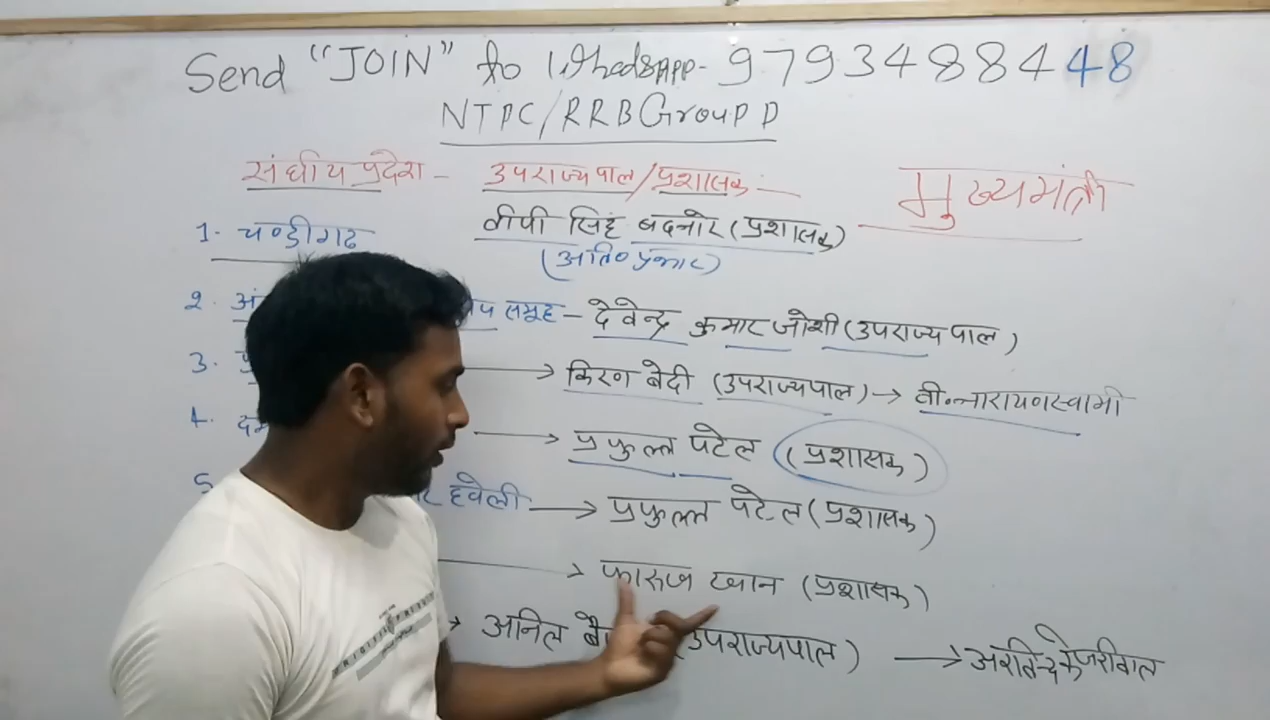 Send "JOIN" to Whatsapp- 9793488448
NTPC/RRB Group D
संघीय प्रदेश - उपराज्यपाल/प्रशासक - मुख्यमंत्री
1. चण्डीगढ वीपी सिंह बदनोर (प्रशासक)
(अति० प्रभार)
2. समूह - देवेन्द्र कुमार जोशी (उपराज्यपाल)
3. → किरण बेदी (उपराज्यपाल) → वी. नारायणस्वामी
4. → प्रफुल्ल पटेल (प्रशासक)
5 हवेली → प्रफुल्ल पटेल (प्रशासक)
→ फारुख खान (प्रशासक)
→ अनिल (उपराज्यपाल) → अरविन्द केजरीवाल